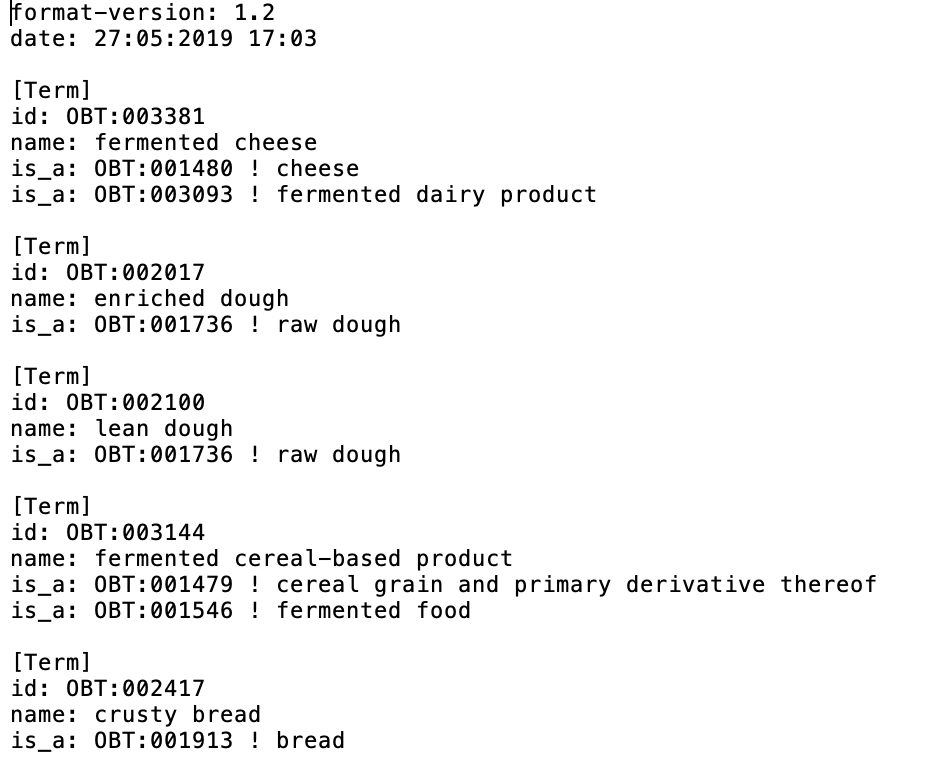 format-version: 1.2
date: 27:05:2019 17:03

[Term]
id: OBT:003381
name: fermented cheese
is_a: OBT:001480 ! cheese
is_a: OBT:003093 ! fermented dairy product

[Term]
id: OBT:002017
name: enriched dough
is_a: OBT:001736 ! raw dough

[Term]
id: OBT:002100
name: lean dough
is_a: OBT:001736 ! raw dough

[Term]
id: OBT:003144
name: fermented cereal-based product
is_a: OBT:001479 ! cereal grain and primary derivative thereof
is_a: OBT:001546 ! fermented food

[Term]
id: OBT:002417
name: crusty bread
is_a: OBT:001913 ! bread